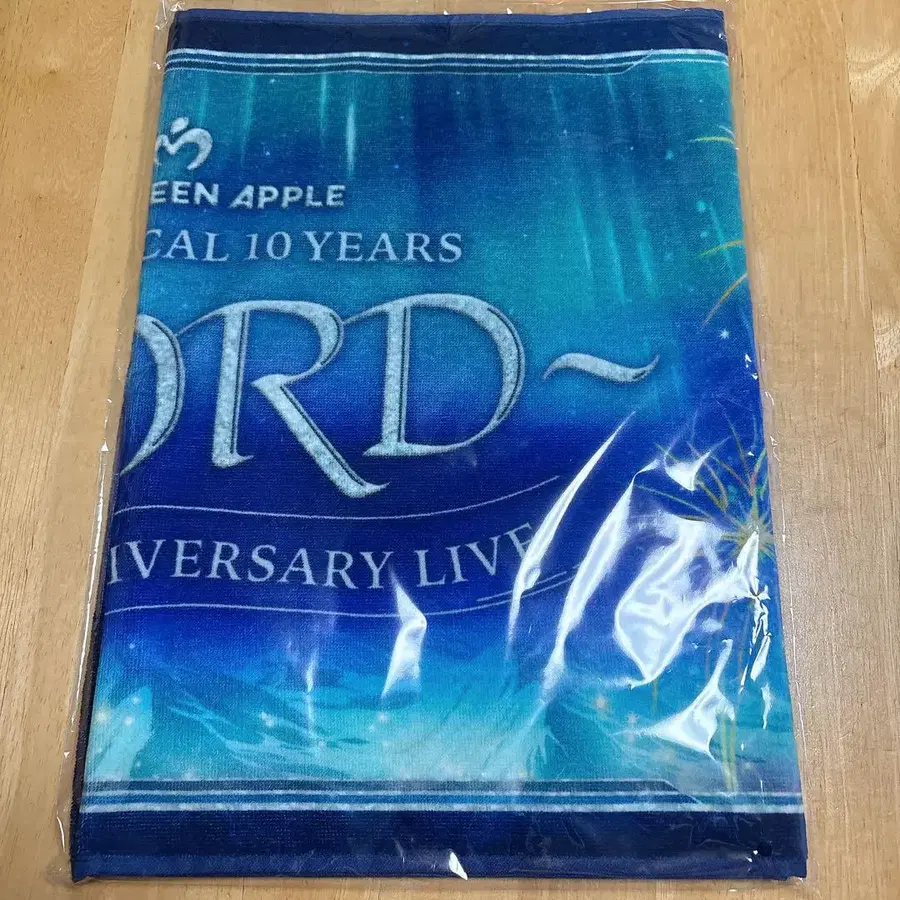 EEN APPLE
CAL 10 YEARS
ORD~
IVERSARY LIVE